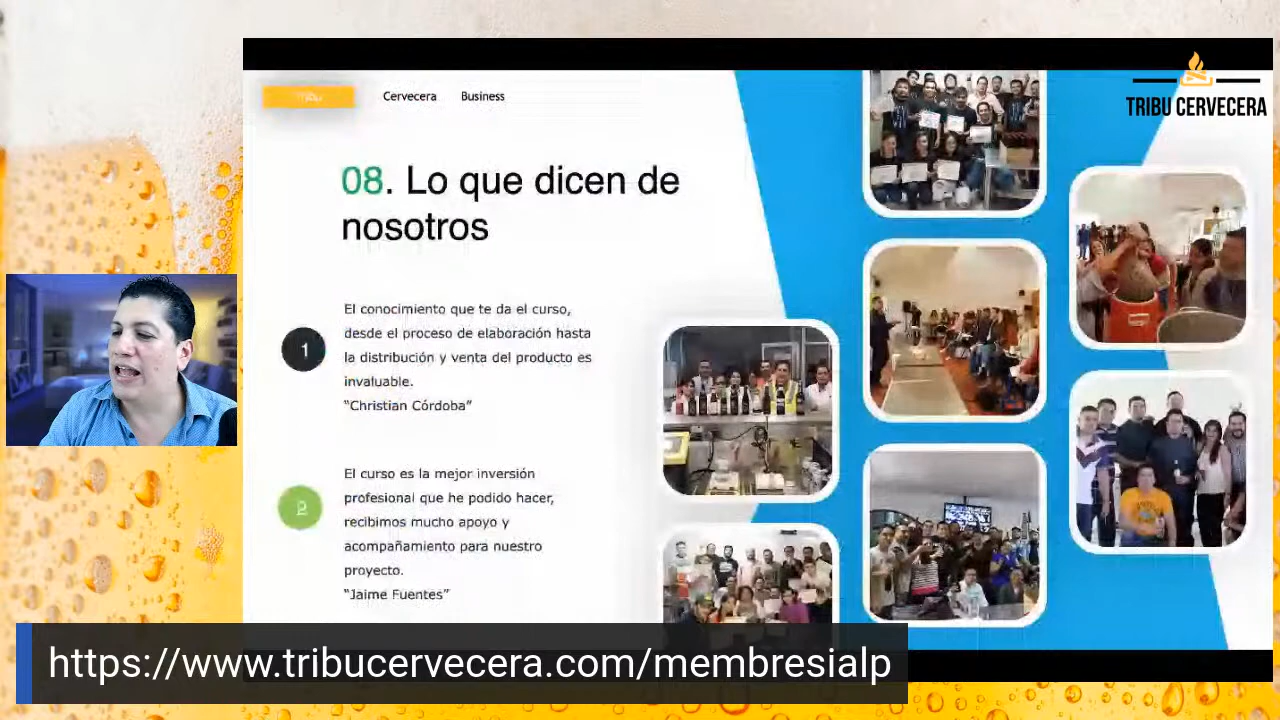 Tribu Cervecera Business
TRIBU CERVECERA
08. Lo que dicen de
nosotros
1
El conocimiento que te da el curso,
desde el proceso de elaboración hasta
la distribución y venta del producto es
invaluable.
“Christian Córdoba”
2
El curso es la mejor inversión
profesional que he podido hacer,
recibimos mucho apoyo y
acompañamiento para nuestro
proyecto.
“Jaime Fuentes”
https://www.tribucervecera.com/membresialp